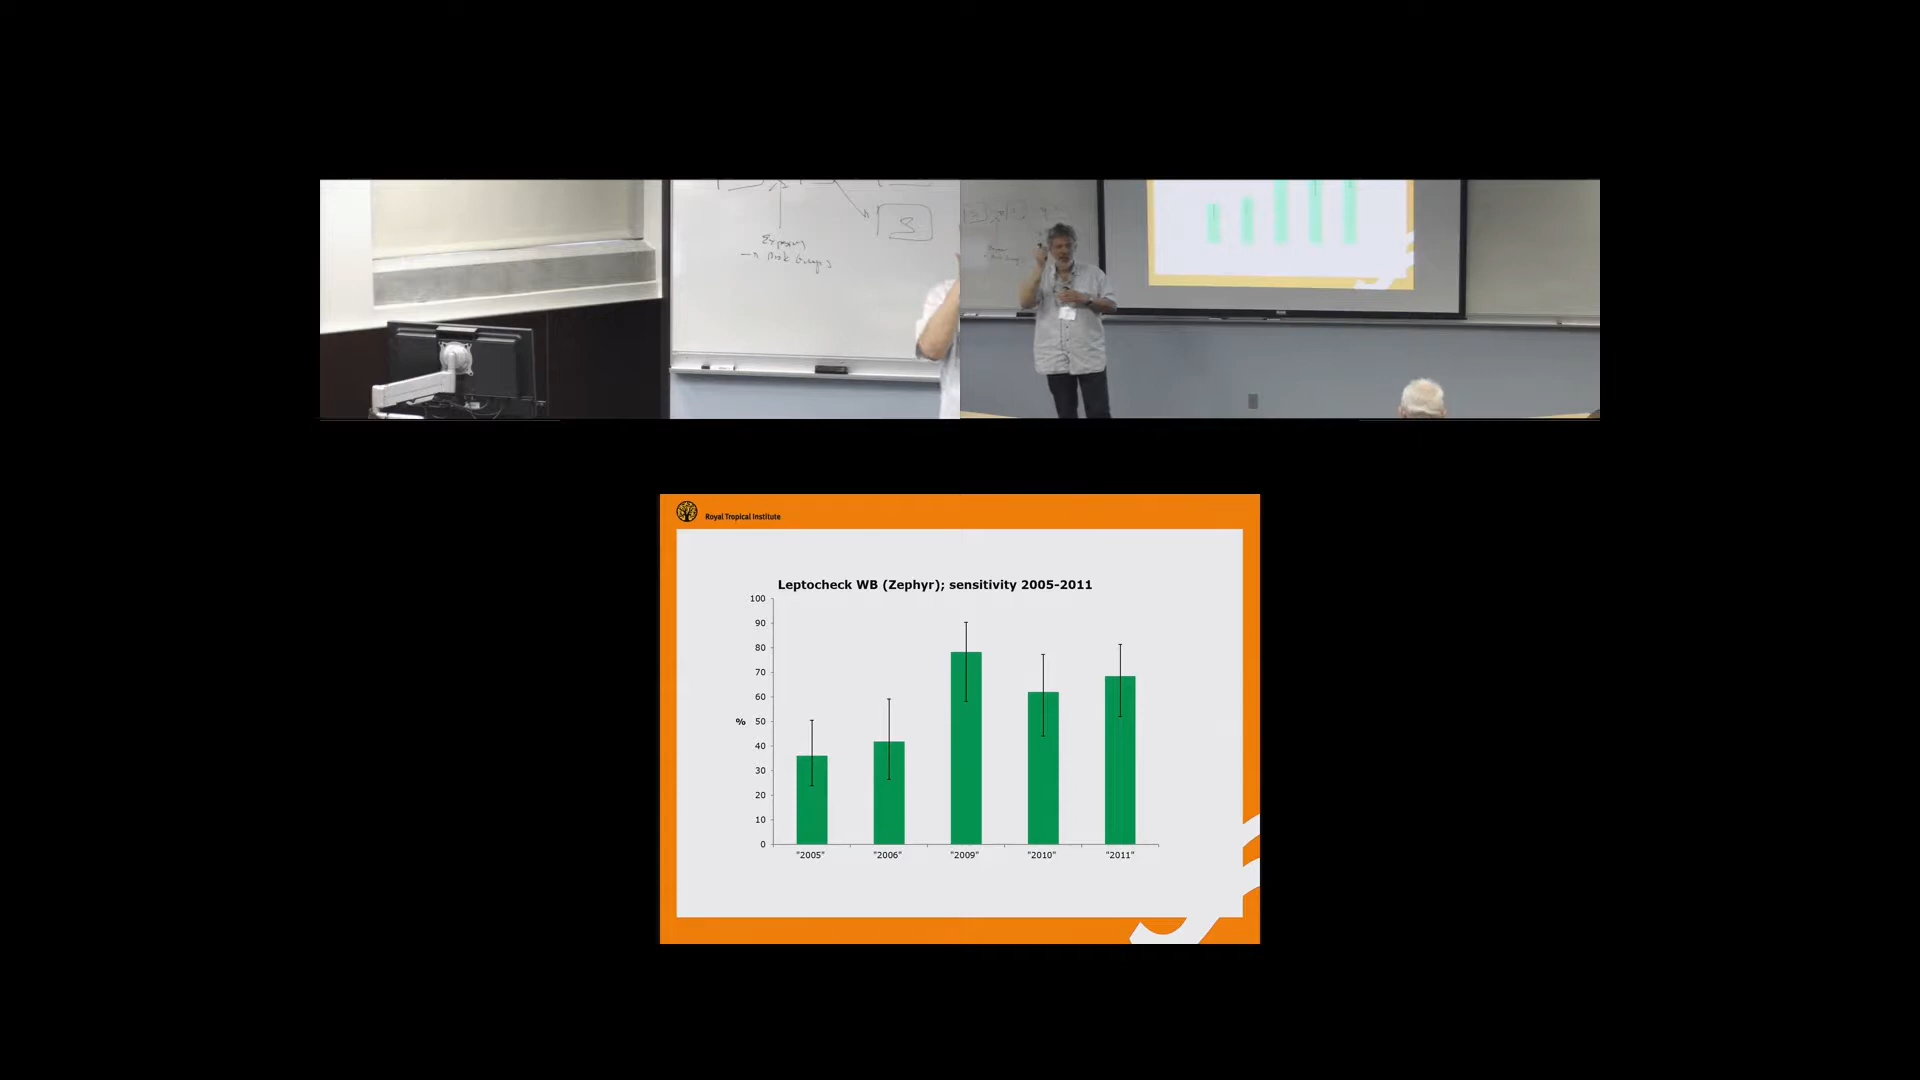 S
Royal Tropical Institute
Leptocheck WB (Zephyr); sensitivity 2005-2011
100
90
80
70
60
% 50
40
30
20
10
0
"2005" "2006" "2009" "2010" "2011"